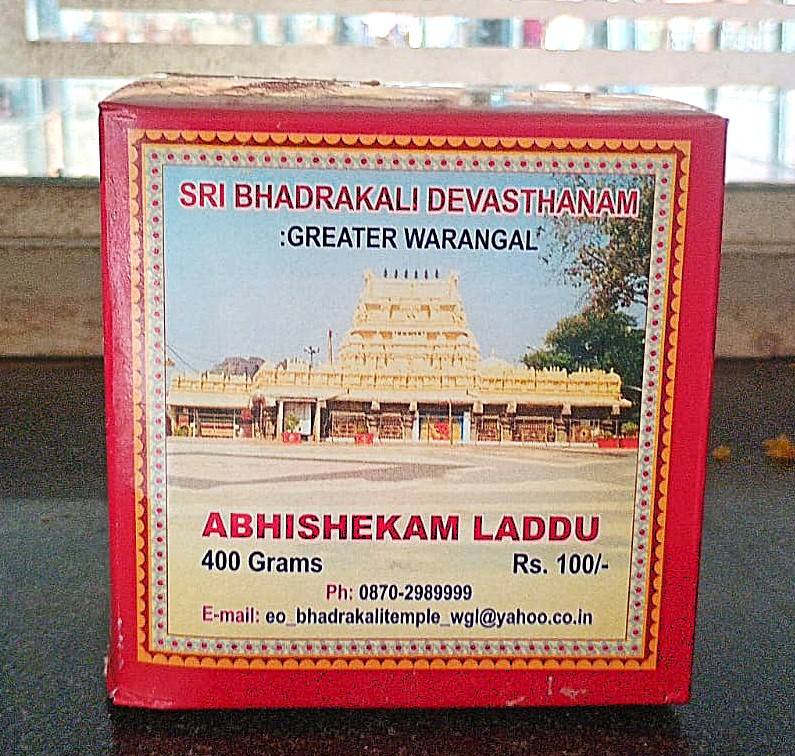 SRI BHADRAKALI DEVASTHANAM
:GREATER WARANGAL
ABHISHEKAM LADDU
400 Grams Rs. 100/-
Ph: 0870-2989999
E-mail: eo_bhadrakalitemple_wgl@yahoo.co.in